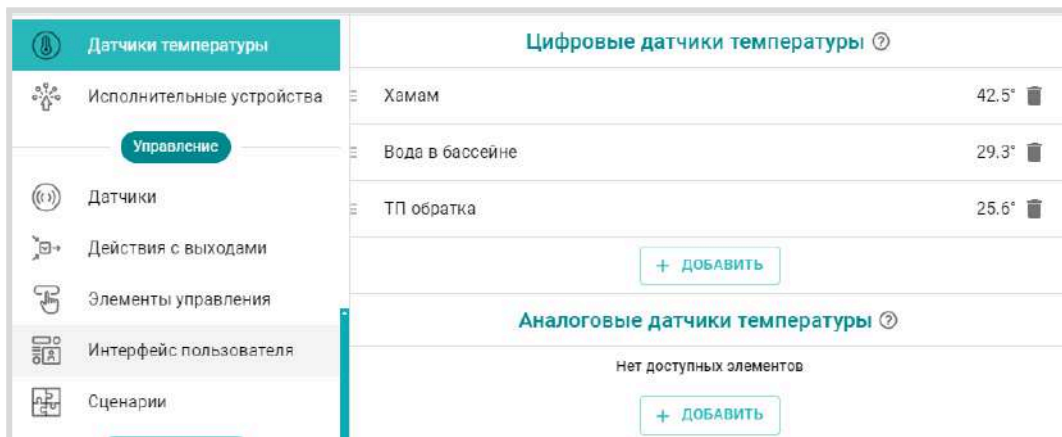 Датчики температуры
Исполнительные устройства
Управление
Датчики
Действия с выходами
Элементы управления
Интерфейс пользователя
Сценарии
Цифровые датчики температуры ?
Хамам 42.5°
Вода в бассейне 29.3°
ТП обратка 25.6°
+ ДОБАВИТЬ
Аналоговые датчики температуры ?
Нет доступных элементов
+ ДОБАВИТЬ